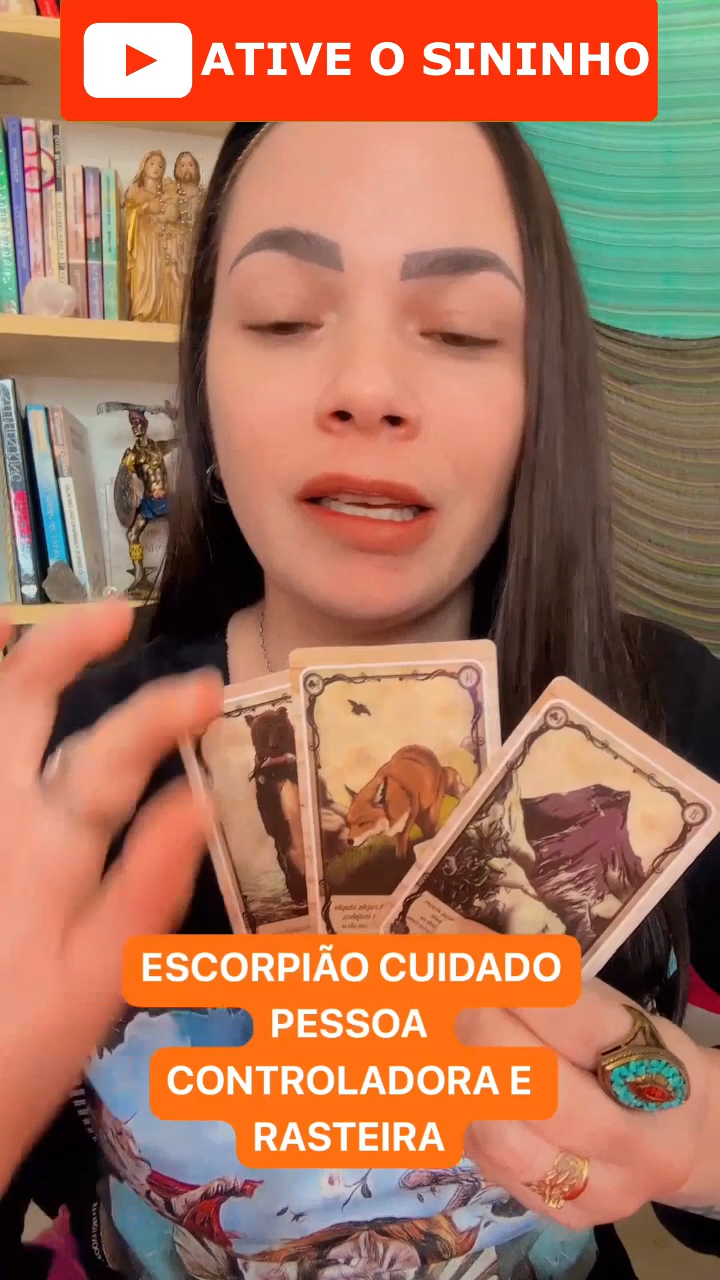 ATIVE O SININHO
ESCORPIÃO CUIDADO
PESSOA
CONTROLADORA E
RASTEIRA